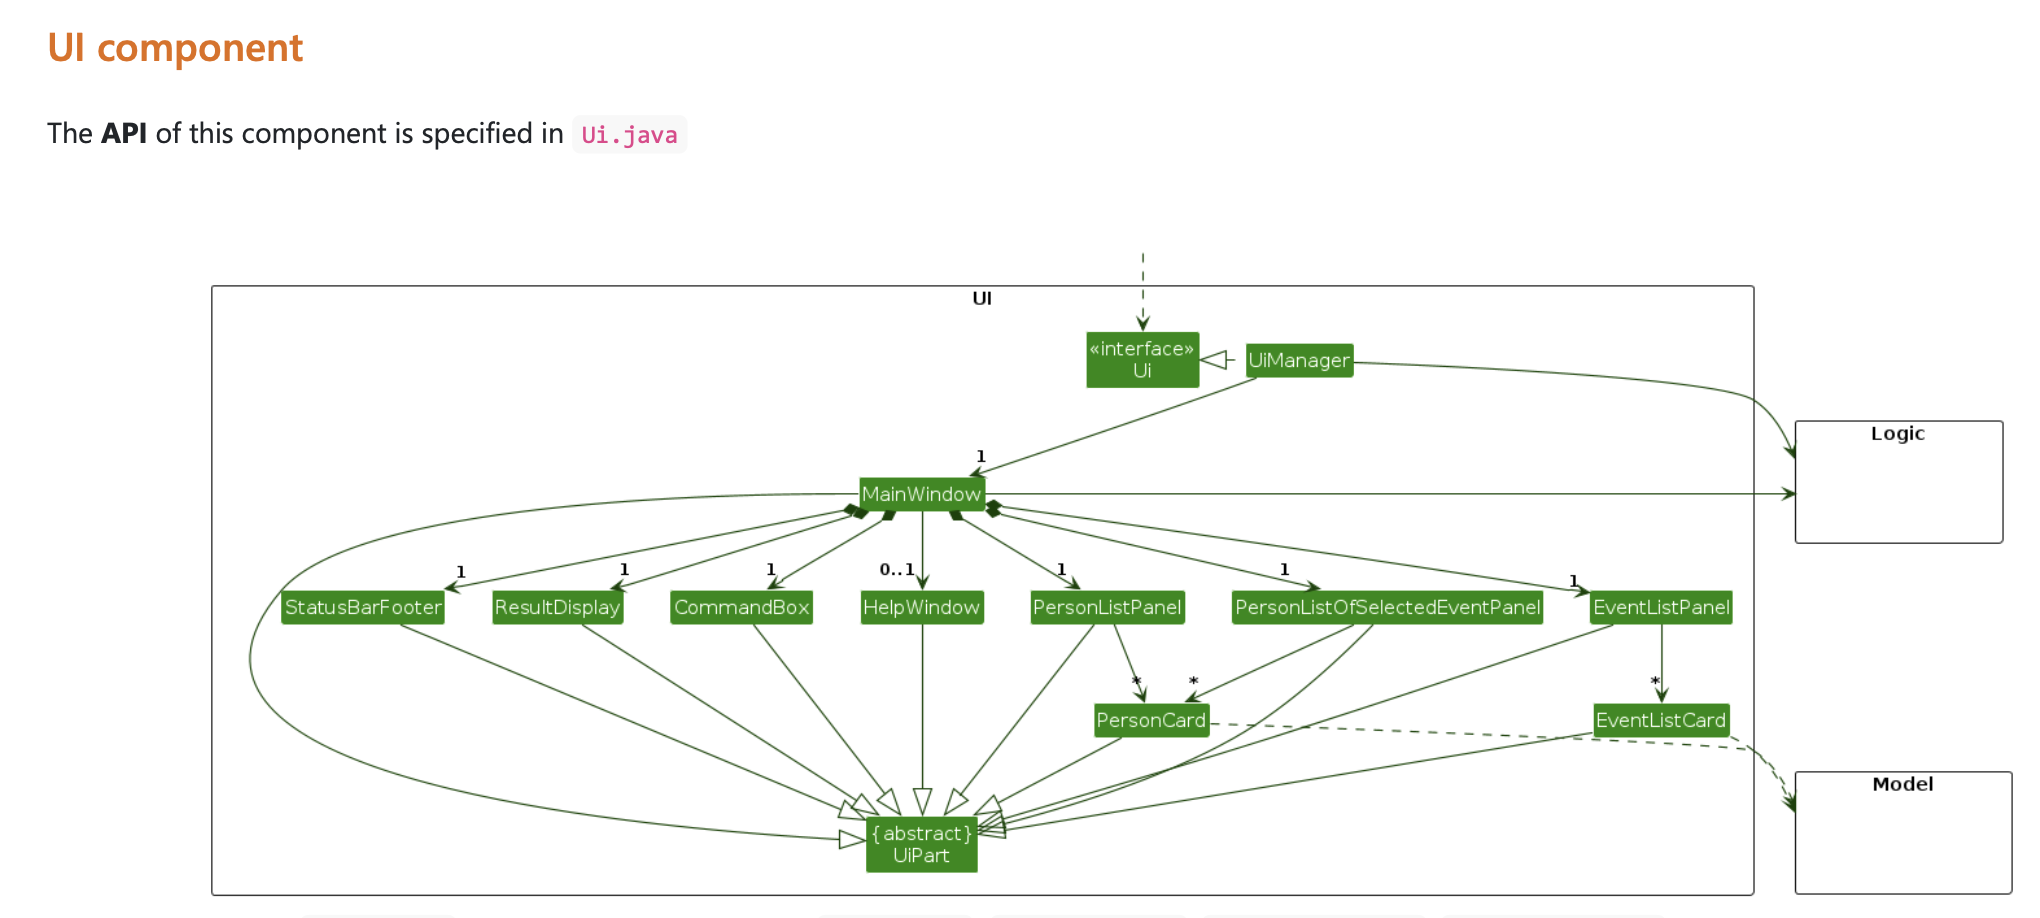 UI component
The API of this component is specified in Ui.java
UI
«interface»
Ui
UiManager
Logic
1
MainWindow
1
1
1
0..1
1
1
1
StatusBarFooter
ResultDisplay
CommandBox
HelpWindow
PersonListPanel
PersonListOfSelectedEventPanel
EventListPanel
*
*
*
PersonCard
EventListCard
Model
{abstract}
UiPart